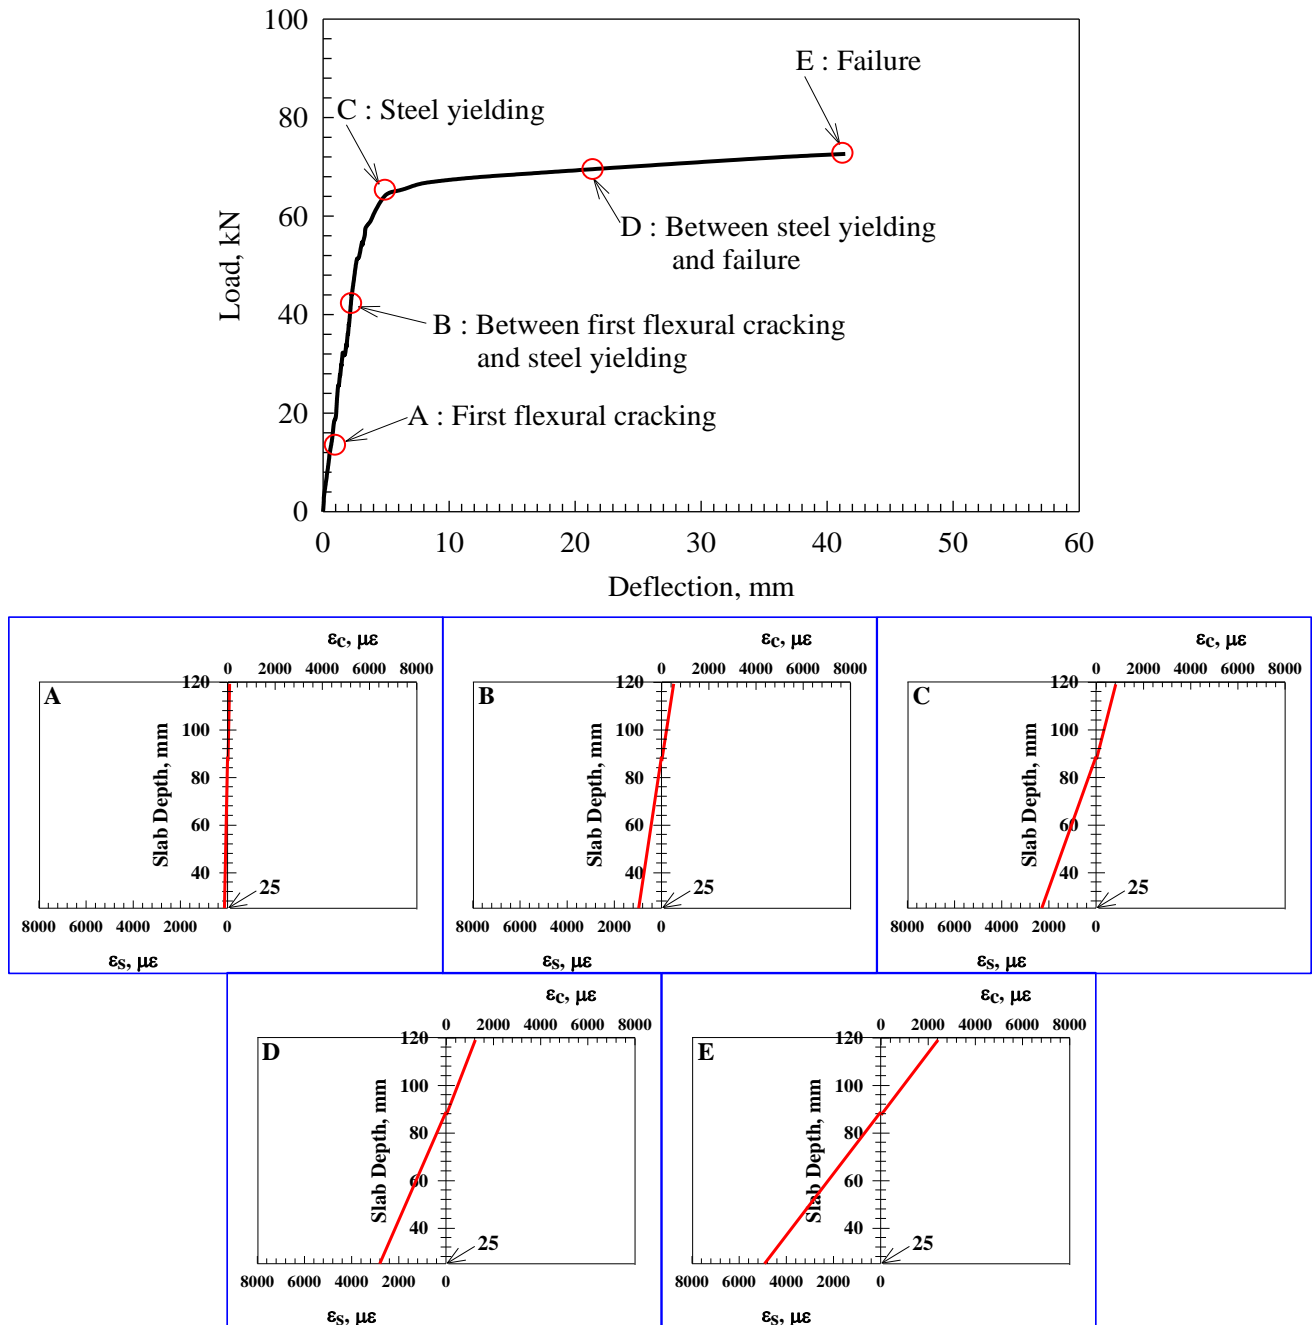 100
E : Failure
80
C : Steel yielding
60
D : Between steel yielding
and failure
Load, kN
40
B : Between first flexural cracking
and steel yielding
20
A : First flexural cracking
0
0 10 20 30 40 50 60
Deflection, mm
εc, με
0 2000 4000 6000 8000
A
120
100
80
60
40
Slab Depth, mm
25
8000 6000 4000 2000 0
εs, με
εc, με
0 2000 4000 6000 8000
B
120
100
80
60
40
Slab Depth, mm
25
8000 6000 4000 2000 0
εs, με
εc, με
0 2000 4000 6000 8000
C
120
100
80
60
40
Slab Depth, mm
25
8000 6000 4000 2000 0
εs, με
εc, με
0 2000 4000 6000 8000
D
120
100
80
60
40
Slab Depth, mm
25
8000 6000 4000 2000 0
εs, με
εc, με
0 2000 4000 6000 8000
E
120
100
80
60
40
Slab Depth, mm
25
8000 6000 4000 2000 0
εs, με